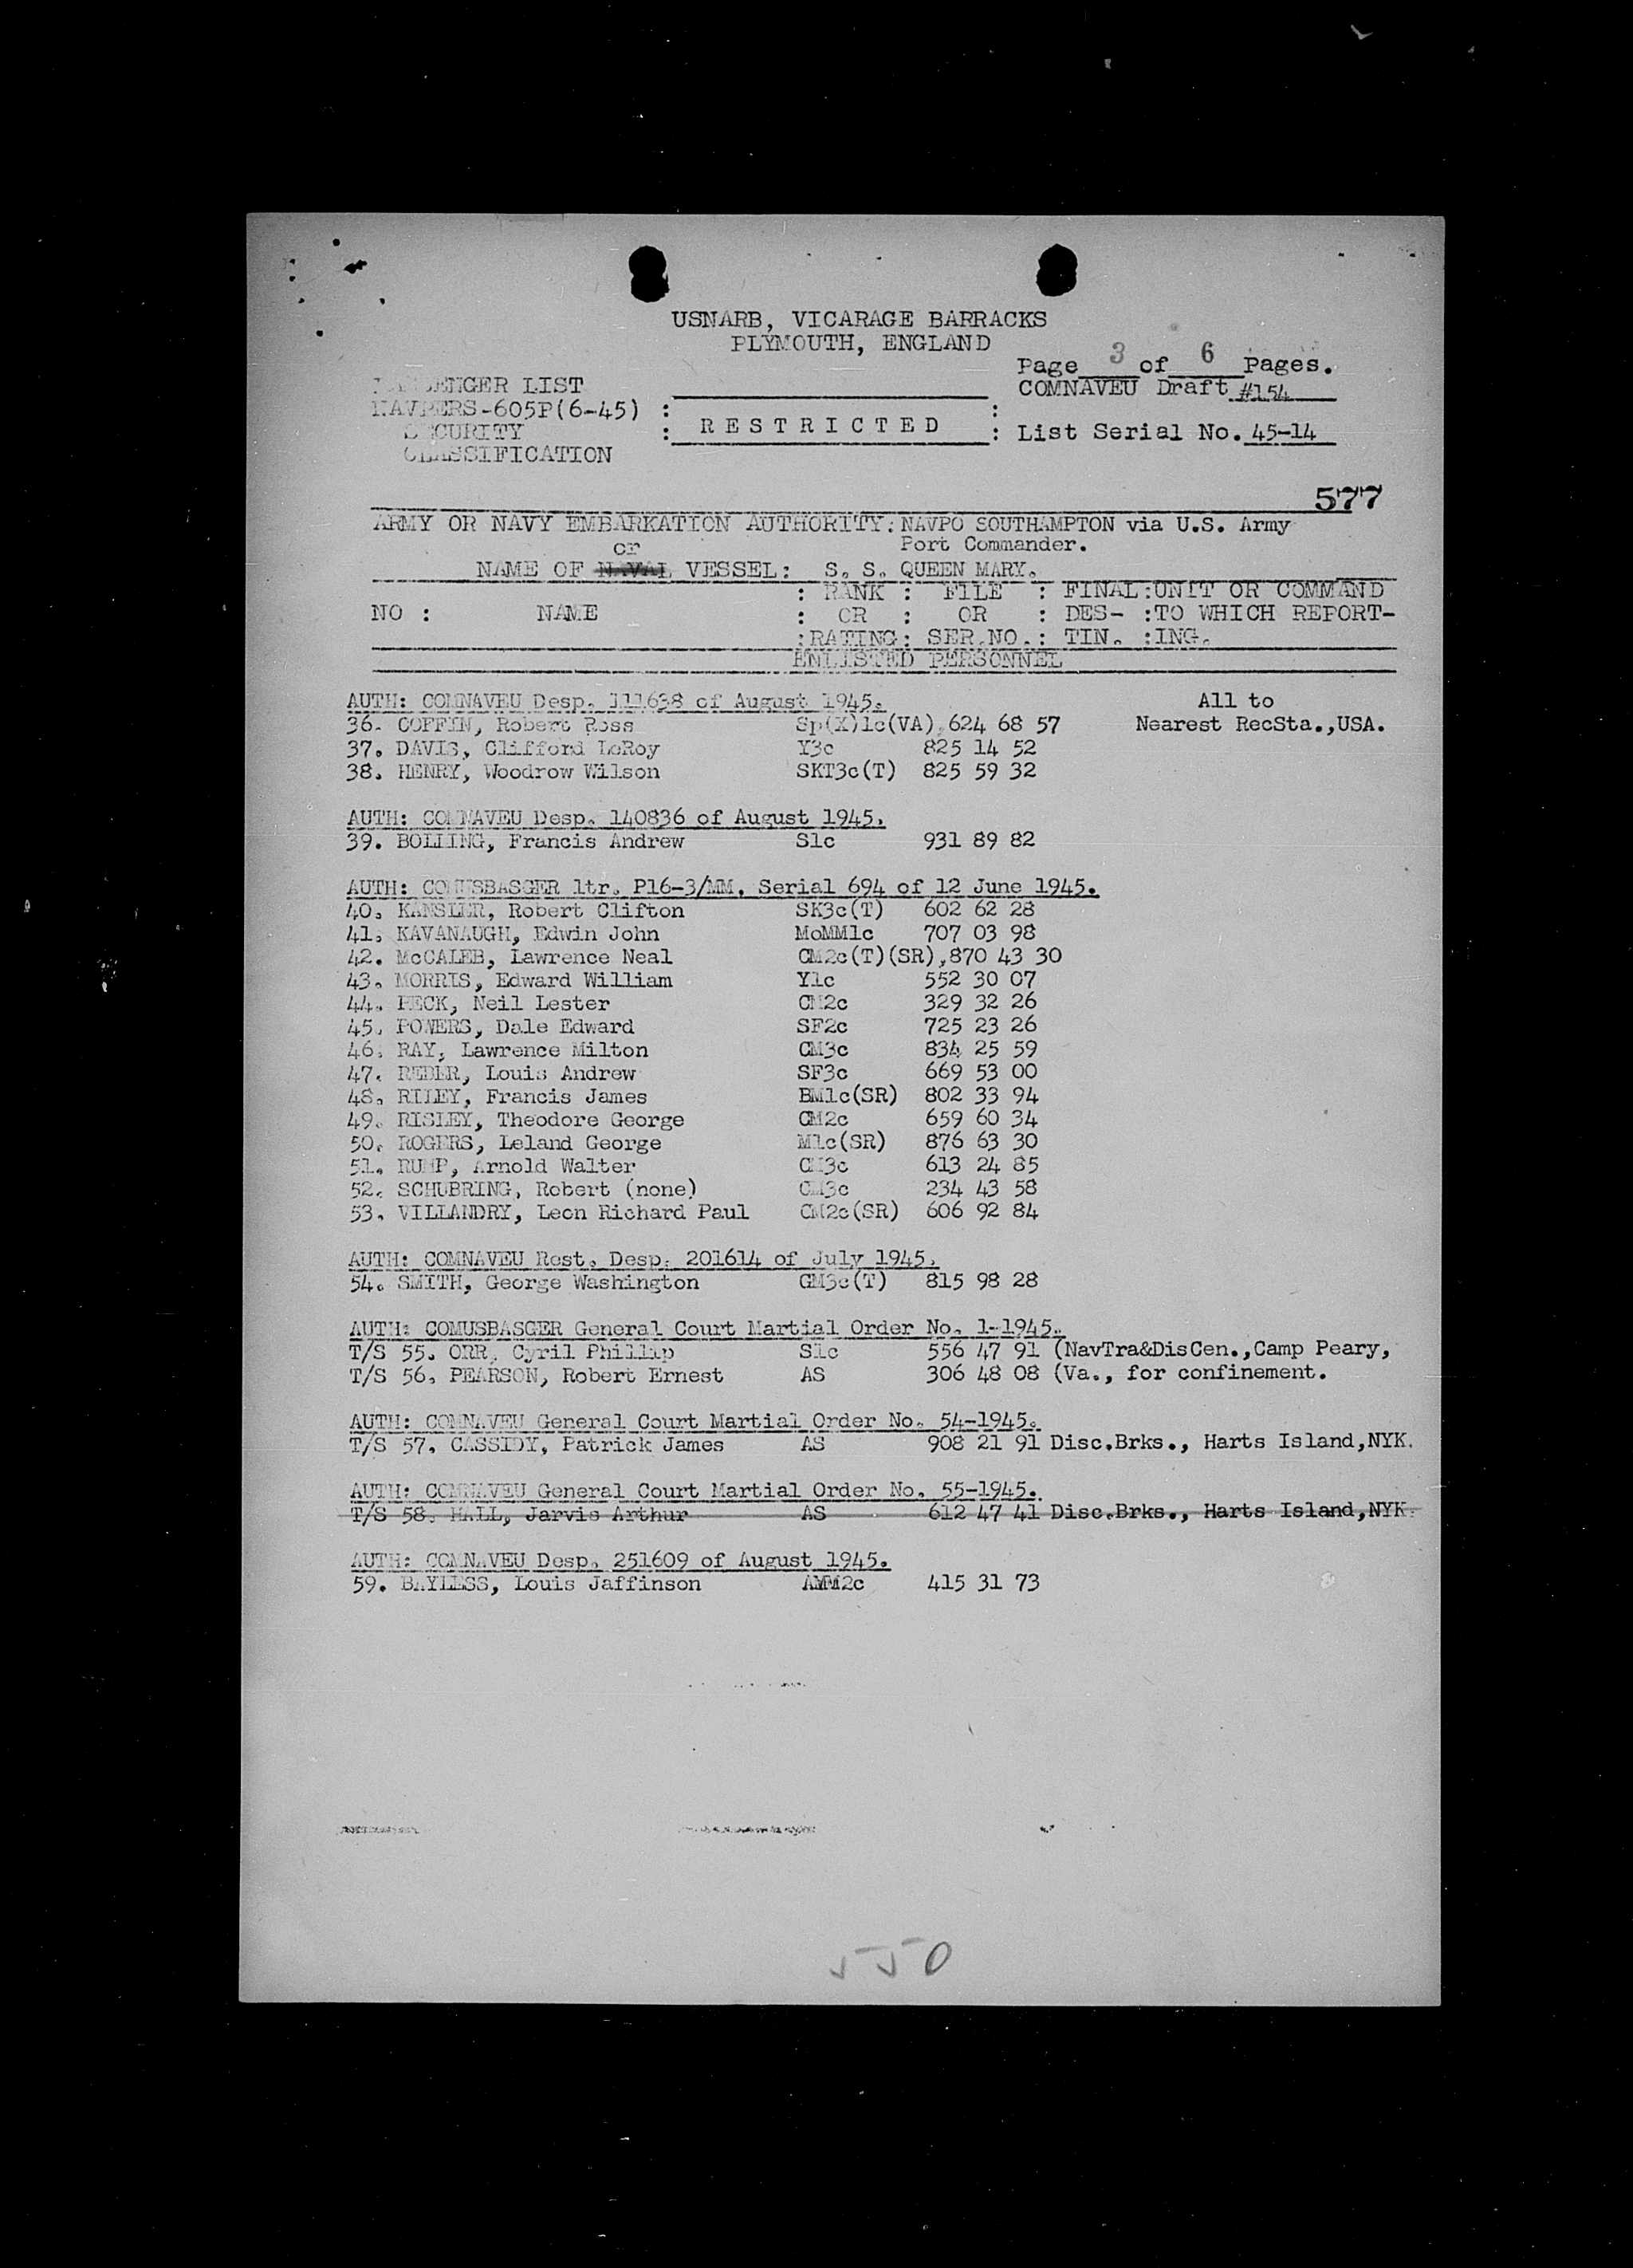 USNARB, VICARAGE BARRACKS
PLYMOUTH, ENGLAND
Page 3 of 6 Pages.
PASSENGER LIST
COMNAVEU Draft #154
NAVPERS-605P(6-45) :
SECURITY : R E S T R I C T E D : List Serial No. 45-14
CLASSIFICATION
577
ARMY OR NAVY EMBARKATION AUTHORITY: NAVPO SOUTHAMPTON via U.S. Army
or Port Commander.
NAME OF NAVAL VESSEL: S. S. QUEEN MARY.
: RANK : FILE : FINAL:UNIT OR COMMAND
NO : NAME : OR : OR : DES- :TO WHICH REPORT-
:RATING: SER.NO.: TIN. :ING.
ENLISTED PERSONNEL
AUTH: COMNAVEU Desp. 111638 of August 1945. All to
36. COFFIN, Robert Ross Sp(X)1c(VA),624 68 57 Nearest RecSta.,USA.
37. DAVIS, Clifford LeRoy Y3c 825 14 52
38. HENRY, Woodrow Wilson SKT3c(T) 825 59 32
AUTH: COMNAVEU Desp. 140836 of August 1945.
39. BOLLING, Francis Andrew S1c 931 89 82
AUTH: COMUSBASGER ltr. P16-3/MM. Serial 694 of 12 June 1945.
40. KANSLER, Robert Clifton SK3c(T) 602 62 28
41. KAVANAUGH, Edwin John MoMM1c 707 03 98
42. McCALEB, Lawrence Neal CM2c(T)(SR),870 43 30
43. MORRIS, Edward William Y1c 552 30 07
44. PECK, Neil Lester CM2c 329 32 26
45. POWERS, Dale Edward SF2c 725 23 26
46. RAY, Lawrence Milton CM3c 834 25 59
47. REBER, Louis Andrew SF3c 669 53 00
48. RILEY, Francis James BM1c(SR) 802 33 94
49. RISLEY, Theodore George CM2c 659 60 34
50. ROGERS, Leland George M1c(SR) 876 63 30
51. RUMP, Arnold Walter CM3c 613 24 85
52. SCHUBRING, Robert (none) CM3c 234 43 58
53. VILLANDRY, Leon Richard Paul CM2c(SR) 606 92 84
AUTH: COMNAVEU Rest. Desp. 201614 of July 1945.
54. SMITH, George Washington GM3c(T) 815 98 28
AUTH: COMUSBASGER General Court Martial Order No. 1-1945.
T/S 55. ORR, Cyril Phillip S1c 556 47 91 (NavTra&DisCen.,Camp Peary,
T/S 56. PEARSON, Robert Ernest AS 306 48 08 (Va., for confinement.
AUTH: COMNAVEU General Court Martial Order No. 54-1945.
T/S 57. CASSIDY, Patrick James AS 908 21 91 Disc.Brks., Harts Island,NYK.
AUTH: COMNAVEU General Court Martial Order No. 55-1945.
T/S 58. HALL, Jarvis Arthur AS 612 47 41 Disc.Brks., Harts Island,NYK.
AUTH: COMNAVEU Desp. 251609 of August 1945.
59. BAYLESS, Louis Jaffinson AMM2c 415 31 73
550